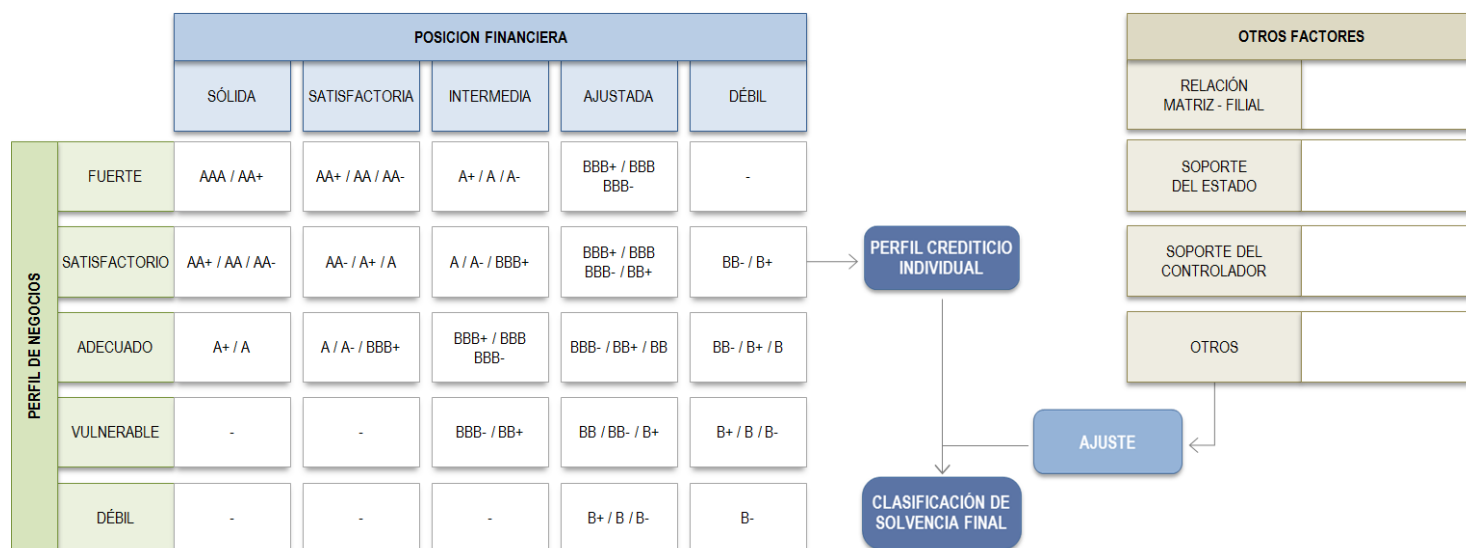 POSICION FINANCIERA
OTROS FACTORES
SÓLIDA
SATISFACTORIA
INTERMEDIA
AJUSTADA
DÉBIL
RELACIÓN
MATRIZ - FILIAL
PERFIL DE NEGOCIOS
FUERTE
AAA / AA+
AA+ / AA / AA-
A+ / A / A-
BBB+ / BBB
BBB-
-
SOPORTE
DEL ESTADO
SATISFACTORIO
AA+ / AA / AA-
AA- / A+ / A
A / A- / BBB+
BBB+ / BBB
BBB- / BB+
BB- / B+
PERFIL CREDITICIO
INDIVIDUAL
SOPORTE DEL
CONTROLADOR
ADECUADO
A+ / A
A / A- / BBB+
BBB+ / BBB
BBB-
BBB- / BB+ / BB
BB- / B+ / B
OTROS
VULNERABLE
-
-
BBB- / BB+
BB / BB- / B+
B+ / B / B-
AJUSTE
DÉBIL
-
-
-
B+ / B / B-
B-
CLASIFICACIÓN DE
SOLVENCIA FINAL